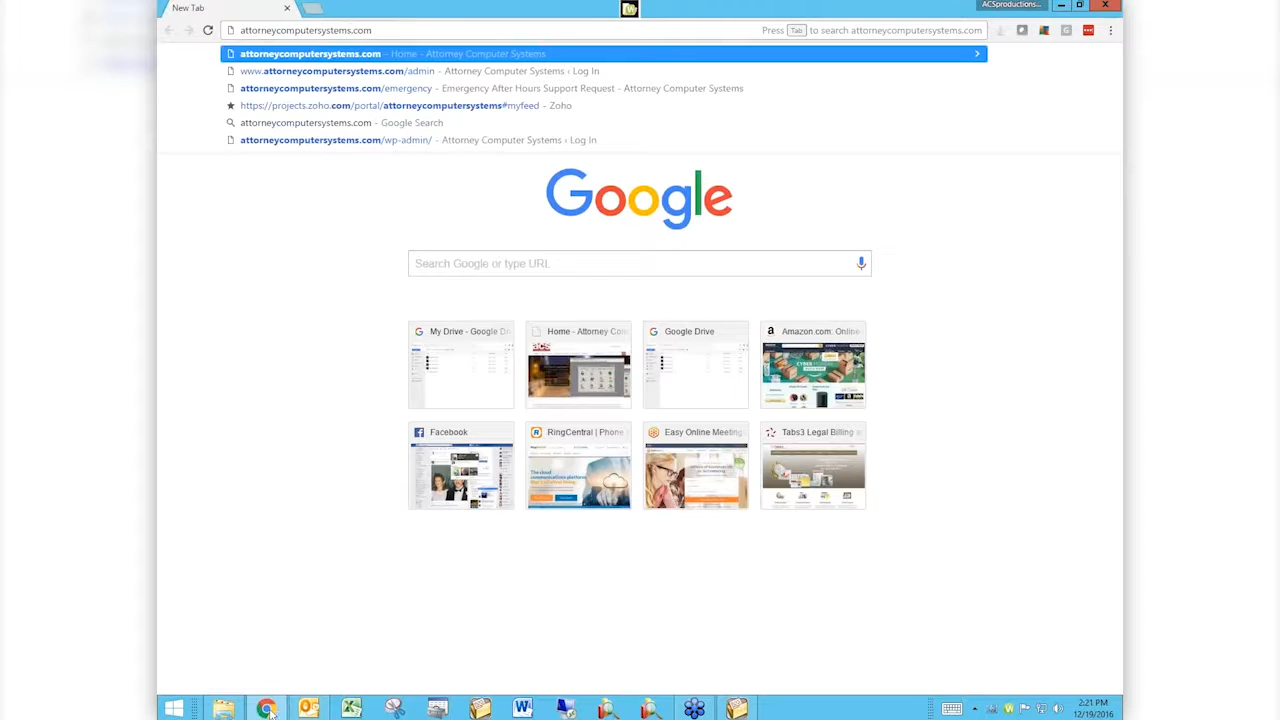 New Tab
ACSproductions...
attorneycomputersystems.com
Press Tab to search attorneycomputersystems.com
attorneycomputersystems.com - Home - Attorney Computer Systems
www.attorneycomputersystems.com/admin - Attorney Computer Systems ‹ Log In
attorneycomputersystems.com/emergency - Emergency After Hours Support Request - Attorney Computer Systems
https://projects.zoho.com/portal/attorneycomputersystems#myfeed - Zoho
attorneycomputersystems.com - Google Search
attorneycomputersystems.com/wp-admin/ - Attorney Computer Systems ‹ Log In
Google
Search Google or type URL
My Drive - Google Dr
Home - Attorney Com
Google Drive
Amazon.com: Online
Facebook
RingCentral | Phone
Easy Online Meeting
Tabs3 Legal Billing a
2:21 PM
12/19/2016